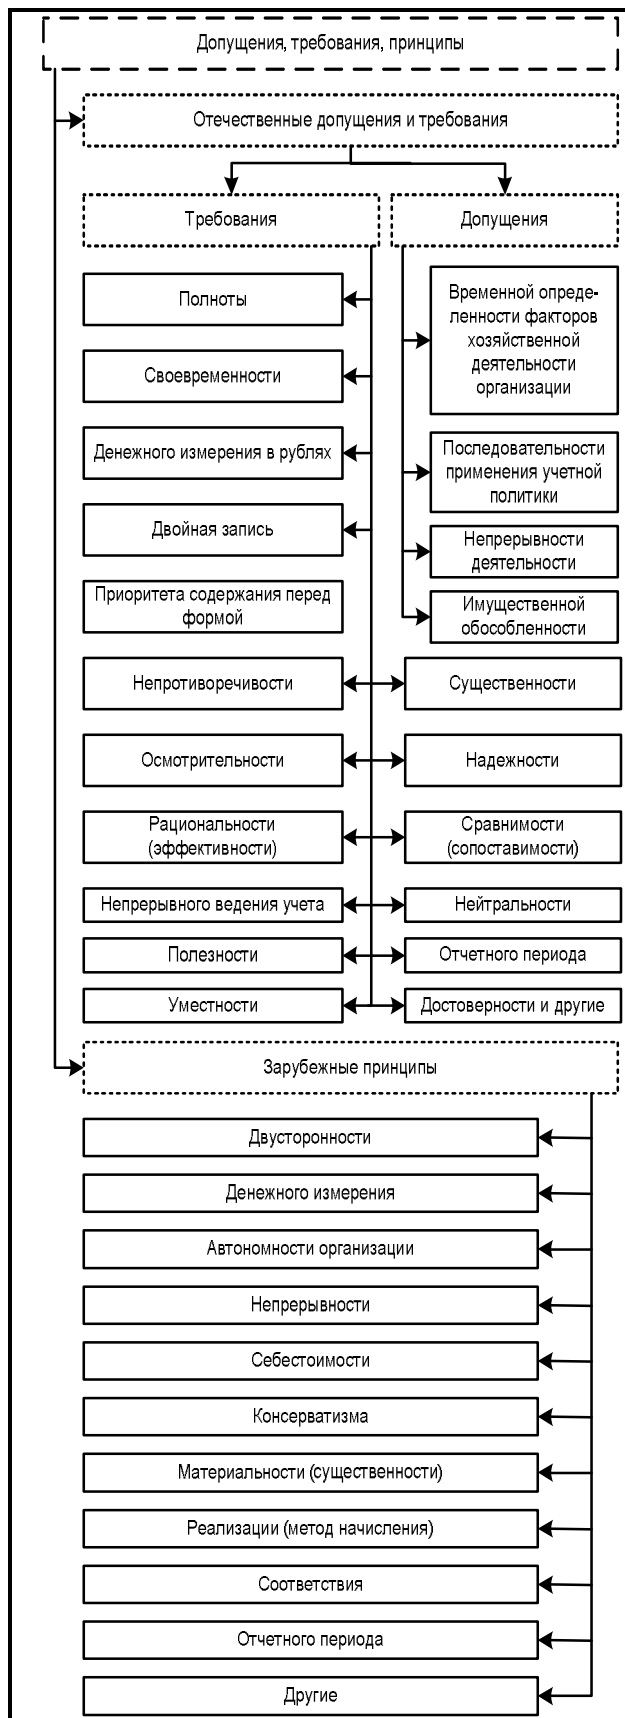 Допущения, требования, принципы
Отечественные допущения и требования
Требования
Допущения
Полноты
Своевременности
Денежного измерения в рублях
Двойная запись
Приоритета содержания перед
формой
Временной опреде-
ленности факторов
хозяйственной
деятельности
организации
Последовательности
применения учетной
политики
Непрерывности
деятельности
Имущественной
обособленности
Непротиворечивости
Существенности
Осмотрительности
Надежности
Рациональности
(эффективности)
Сравнимости
(сопоставимости)
Непрерывного ведения учета
Нейтральности
Полезности
Отчетного периода
Уместности
Достоверности и другие
Зарубежные принципы
Двусторонности
Денежного измерения
Автономности организации
Непрерывности
Себестоимости
Консерватизма
Материальности (существенности)
Реализации (метод начисления)
Соответствия
Отчетного периода
Другие